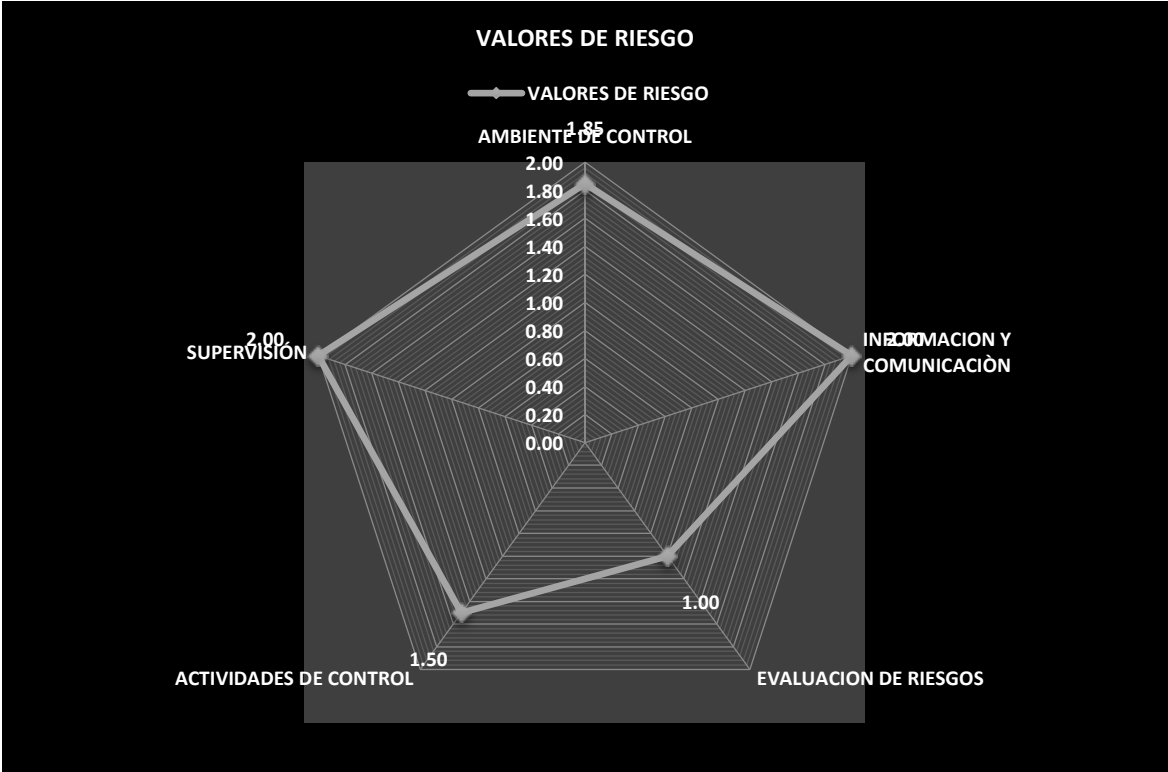 VALORES DE RIESGO
VALORES DE RIESGO
1.85
AMBIENTE DE CONTROL
2.00
1.80
1.60
1.40
1.20
1.00
0.80
0.60
0.40
0.20
0.00
2.00
INFORMACION Y
COMUNICACIÒN
2.00
SUPERVISIÓN
1.00
EVALUACION DE RIESGOS
1.50
ACTIVIDADES DE CONTROL